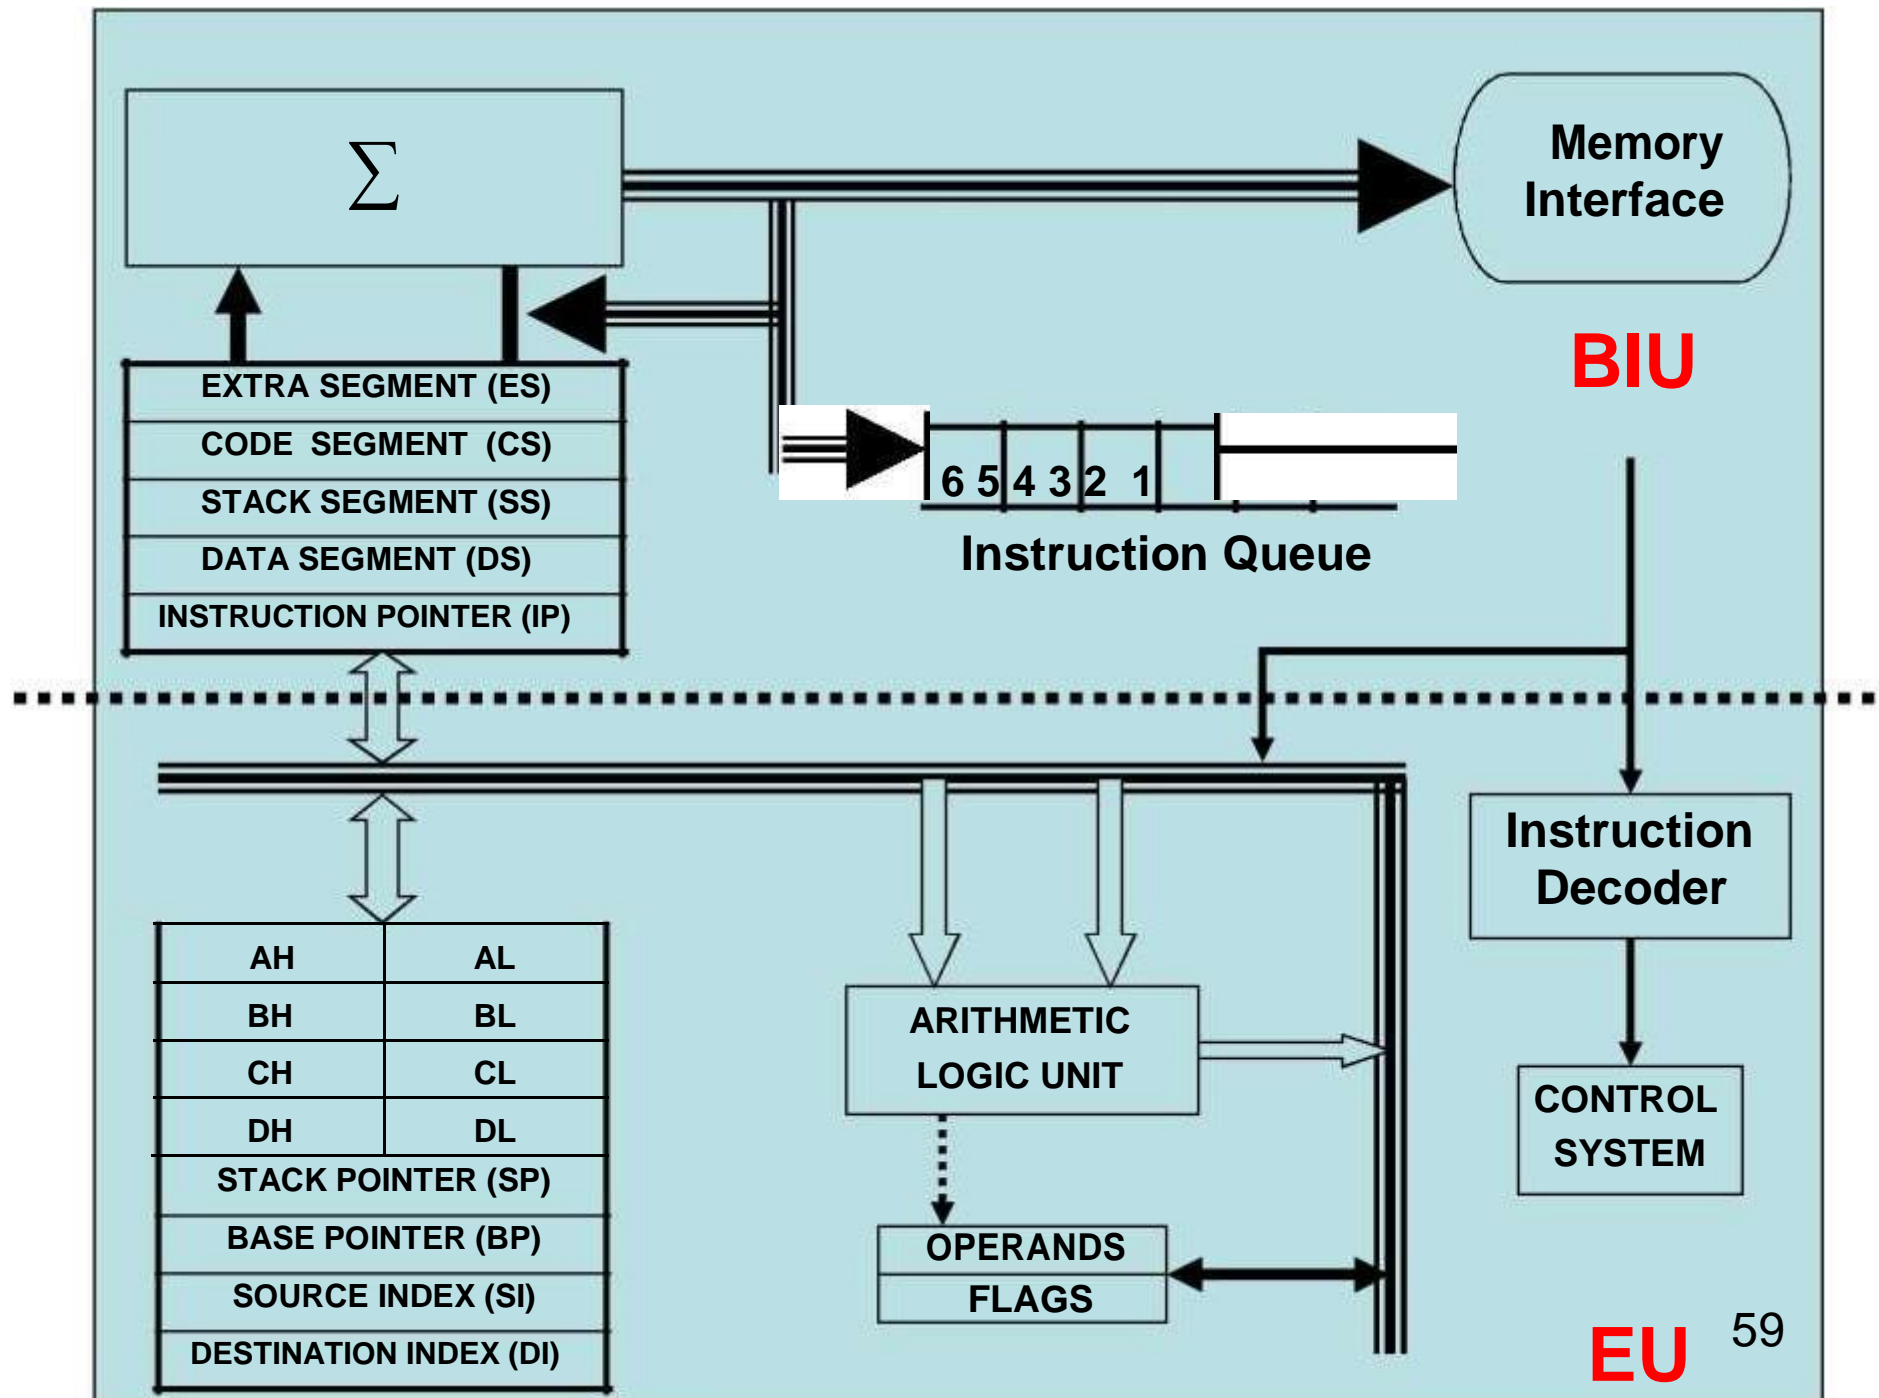 ∑
Memory
Interface
BIU
EXTRA SEGMENT (ES)
CODE SEGMENT (CS)
STACK SEGMENT (SS)
DATA SEGMENT (DS)
INSTRUCTION POINTER (IP)
6 5 4 3 2 1
Instruction Queue
Instruction
Decoder
AH AL
BH BL
CH CL
DH DL
STACK POINTER (SP)
BASE POINTER (BP)
SOURCE INDEX (SI)
DESTINATION INDEX (DI)
ARITHMETIC
LOGIC UNIT
OPERANDS
FLAGS
CONTROL
SYSTEM
EU
59